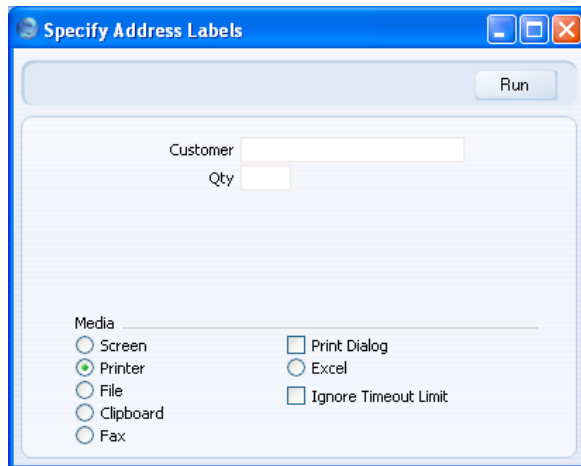 Specify Address Labels
Run
Customer
Qty
Media
Screen
Print Dialog
Printer
Excel
File
Ignore Timeout Limit
Clipboard
Fax